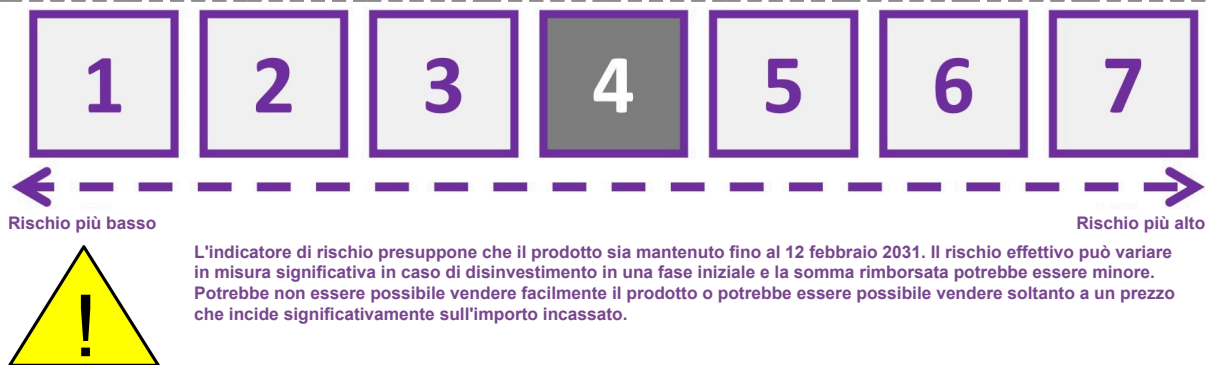 1 2 3 4 5 6 7
Rischio più basso Rischio più alto
L'indicatore di rischio presuppone che il prodotto sia mantenuto fino al 12 febbraio 2031. Il rischio effettivo può variare
in misura significativa in caso di disinvestimento in una fase iniziale e la somma rimborsata potrebbe essere minore.
Potrebbe non essere possibile vendere facilmente il prodotto o potrebbe essere possibile vendere soltanto a un prezzo
che incide significativamente sull'importo incassato.
!